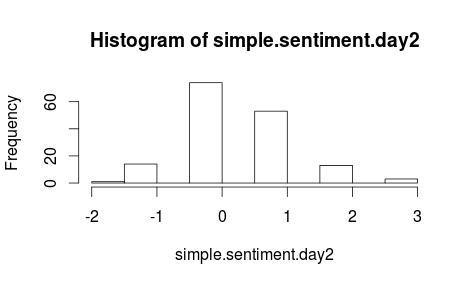 Histogram of simple.sentiment.day2
Frequency
60
20
0
-2 -1 0 1 2 3
simple.sentiment.day2